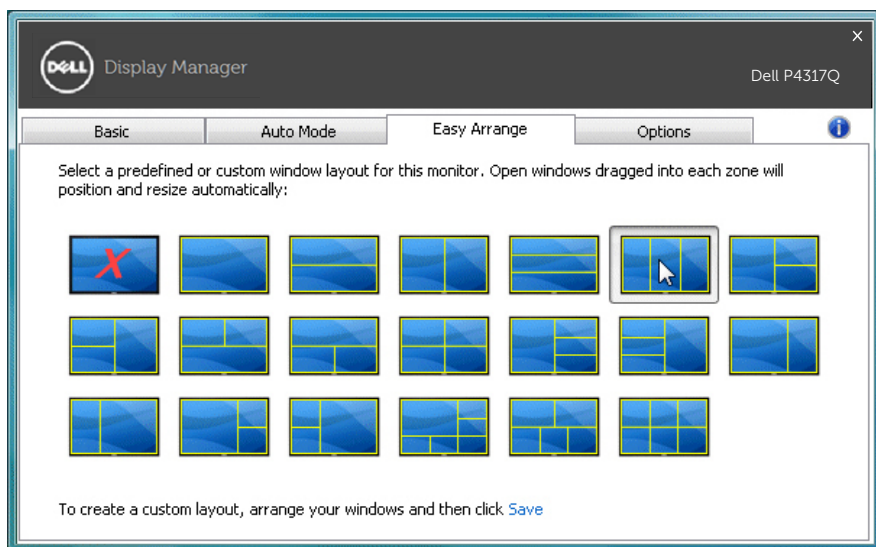 DELL Display Manager
x
Dell P4317Q
Basic Auto Mode Easy Arrange Options i
Select a predefined or custom window layout for this monitor. Open windows dragged into each zone will
position and resize automatically:
X
To create a custom layout, arrange your windows and then click Save